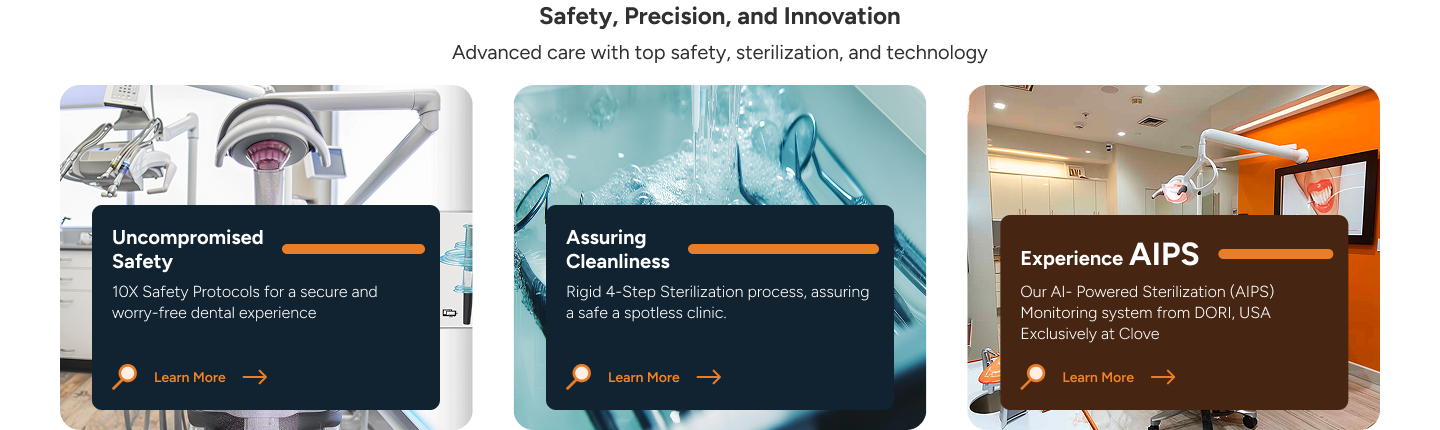 Safety, Precision, and Innovation
Advanced care with top safety, sterilization, and technology
Uncompromised
Safety
10X Safety Protocols for a secure and
worry-free dental experience
Learn More
Assuring
Cleanliness
Rigid 4-Step Sterilization process, assuring
a safe a spotless clinic.
Learn More
Experience AIPS
Our AI- Powered Sterilization (AIPS)
Monitoring system from DORI, USA
Exclusively at Clove
Learn More